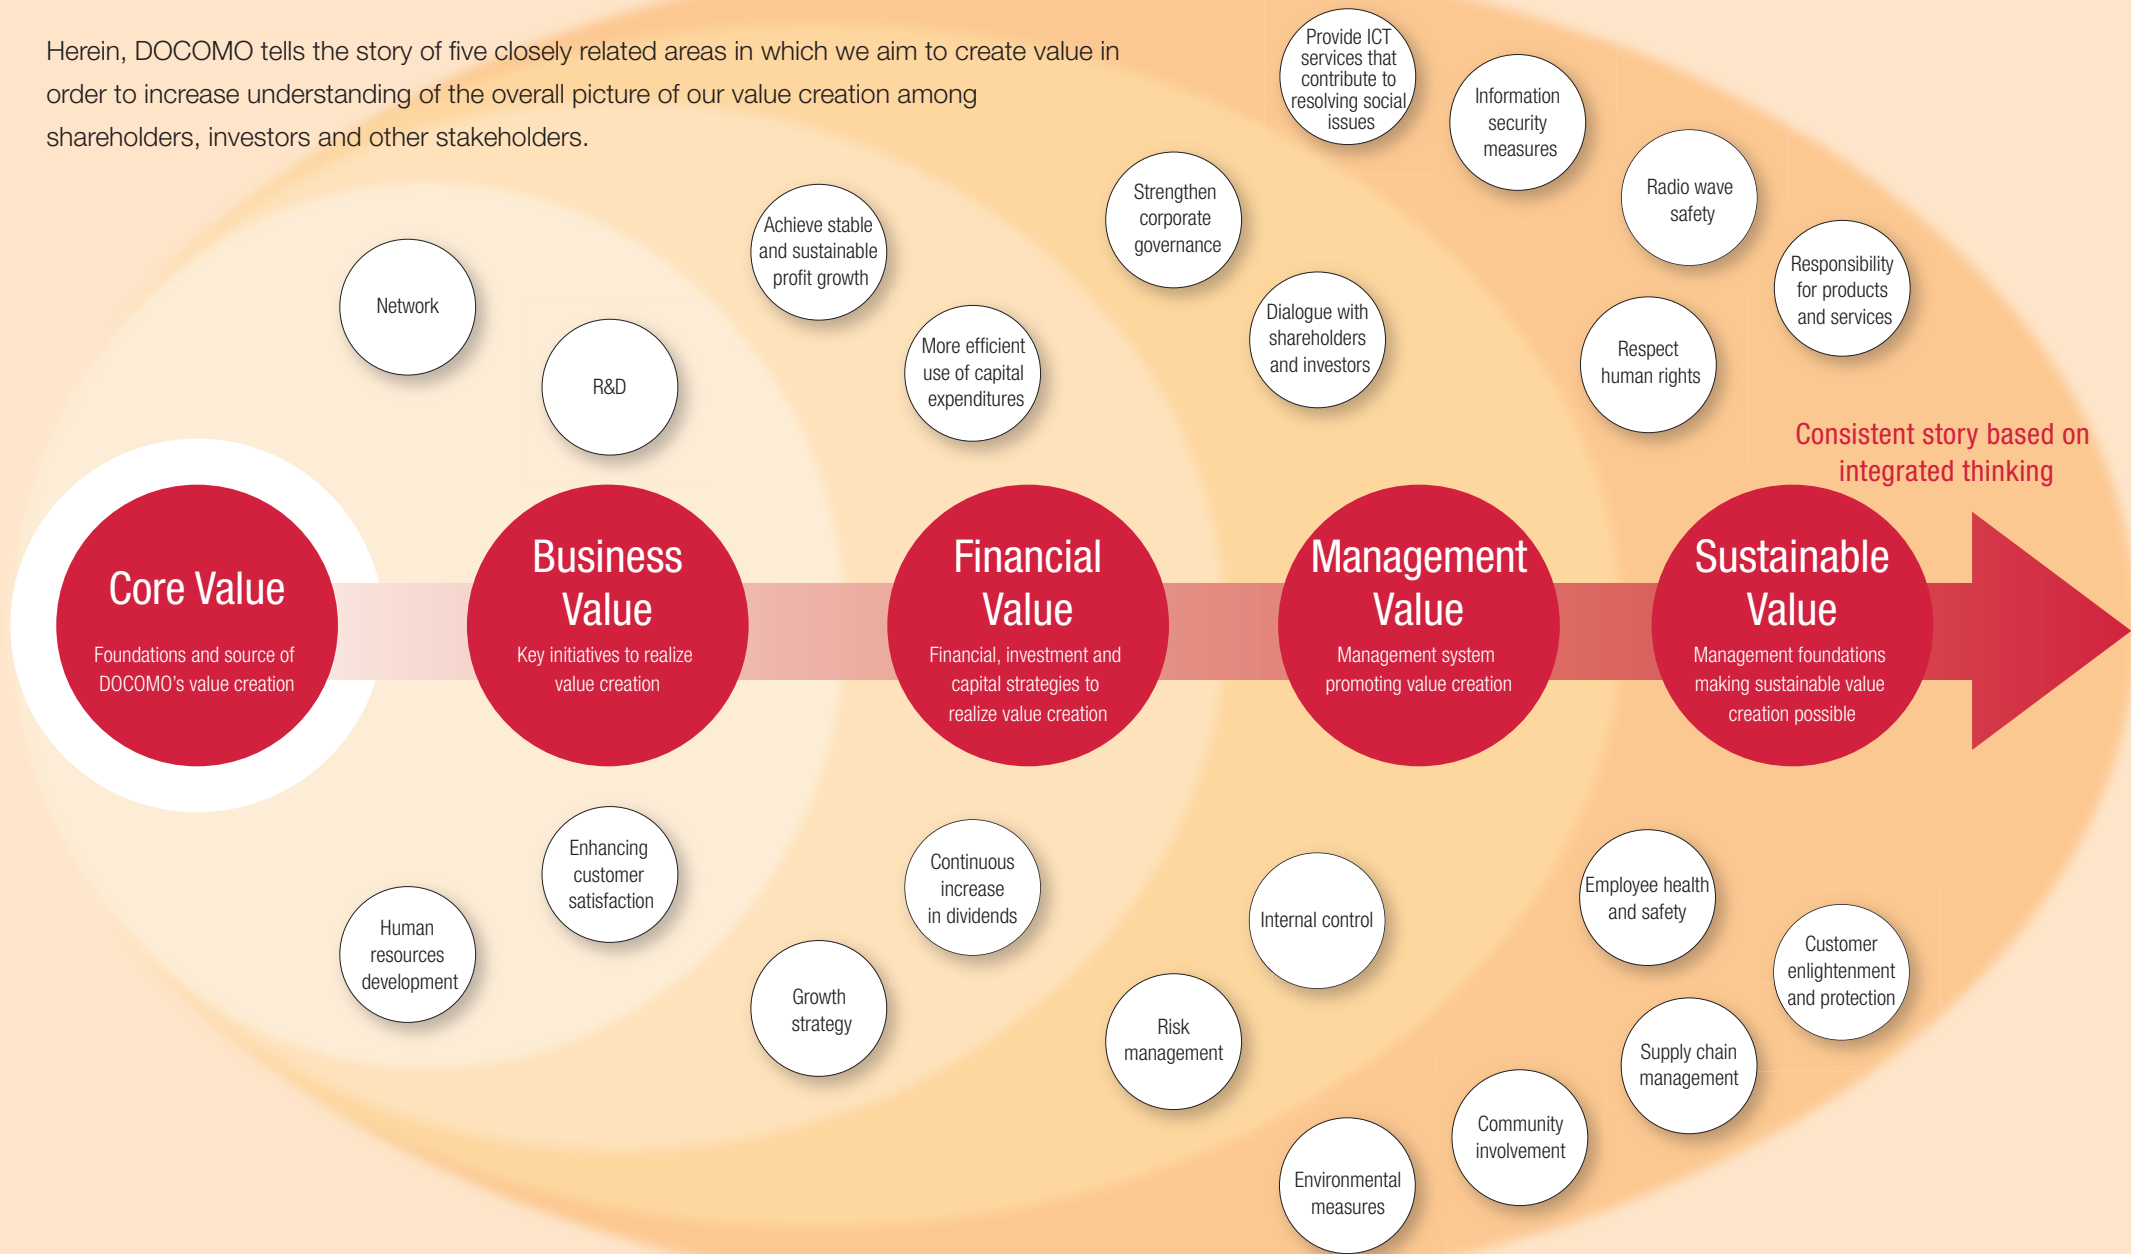 Herein, DOCOMO tells the story of five closely related areas in which we aim to create value in
order to increase understanding of the overall picture of our value creation among
shareholders, investors and other stakeholders.
Provide ICT
services that
contribute to
resolving social
issues
Information
security
measures
Radio wave
safety
Responsibility
for products
and services
Strengthen
corporate
governance
Dialogue with
shareholders
and investors
Respect
human rights
Achieve stable
and sustainable
profit growth
More efficient
use of capital
expenditures
Network
R&D
Consistent story based on
integrated thinking
Core Value
Foundations and source of
DOCOMO's value creation
Business
Value
Key initiatives to realize
value creation
Financial
Value
Financial, investment and
capital strategies to
realize value creation
Management
Value
Management system
promoting value creation
Sustainable
Value
Management foundations
making sustainable value
creation possible
Enhancing
customer
satisfaction
Human
resources
development
Continuous
increase
in dividends
Growth
strategy
Internal control
Risk
management
Employee health
and safety
Customer
enlightenment
and protection
Supply chain
management
Community
involvement
Environmental
measures